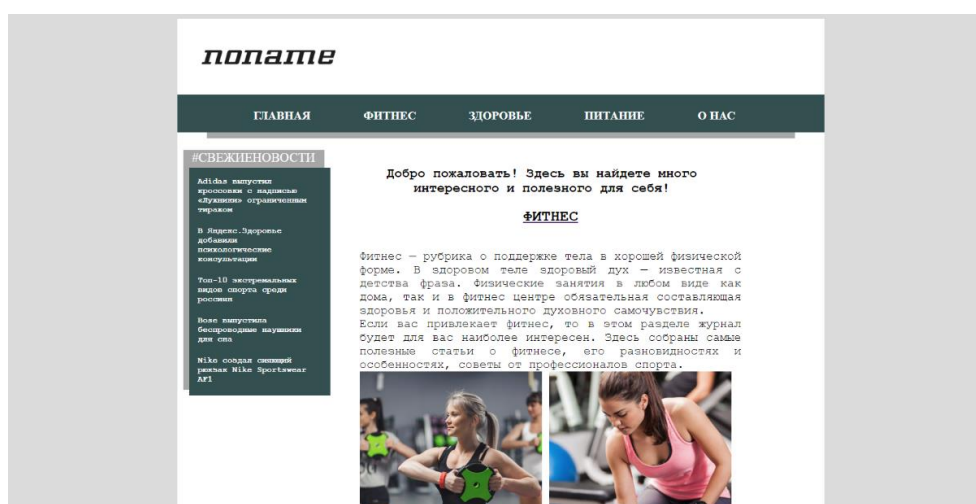 noname
ГЛАВНАЯ ФИТНЕС ЗДОРОВЬЕ ПИТАНИЕ О НАС
#СВЕЖИЕНОВОСТИ
Adidas выпустил
кроссовки с надписью
«Лужники» ограниченным
тиражом
В Яндекс.Здоровье
добавили
психологические
консультации
Топ-10 экстремальных
видов спорта среди
россиян
Bose выпустила
беспроводные наушники
для сна
Nike создал сияющий
рюкзак Nike Sportswear
AF1
Добро пожаловать! Здесь вы найдете много
интересного и полезного для себя!
ФИТНЕС
Фитнес — рубрика о поддержке тела в хорошей физической
форме. В здоровом теле здоровый дух — известная с
детства фраза. Физические занятия в любом виде как
дома, так и в фитнес центре обязательная составляющая
здоровья и положительного духовного самочувствия.
Если вас привлекает фитнес, то в этом разделе журнал
будет для вас наиболее интересен. Здесь собраны самые
полезные статьи о фитнесе, его разновидностях и
особенностях, советы от профессионалов спорта.